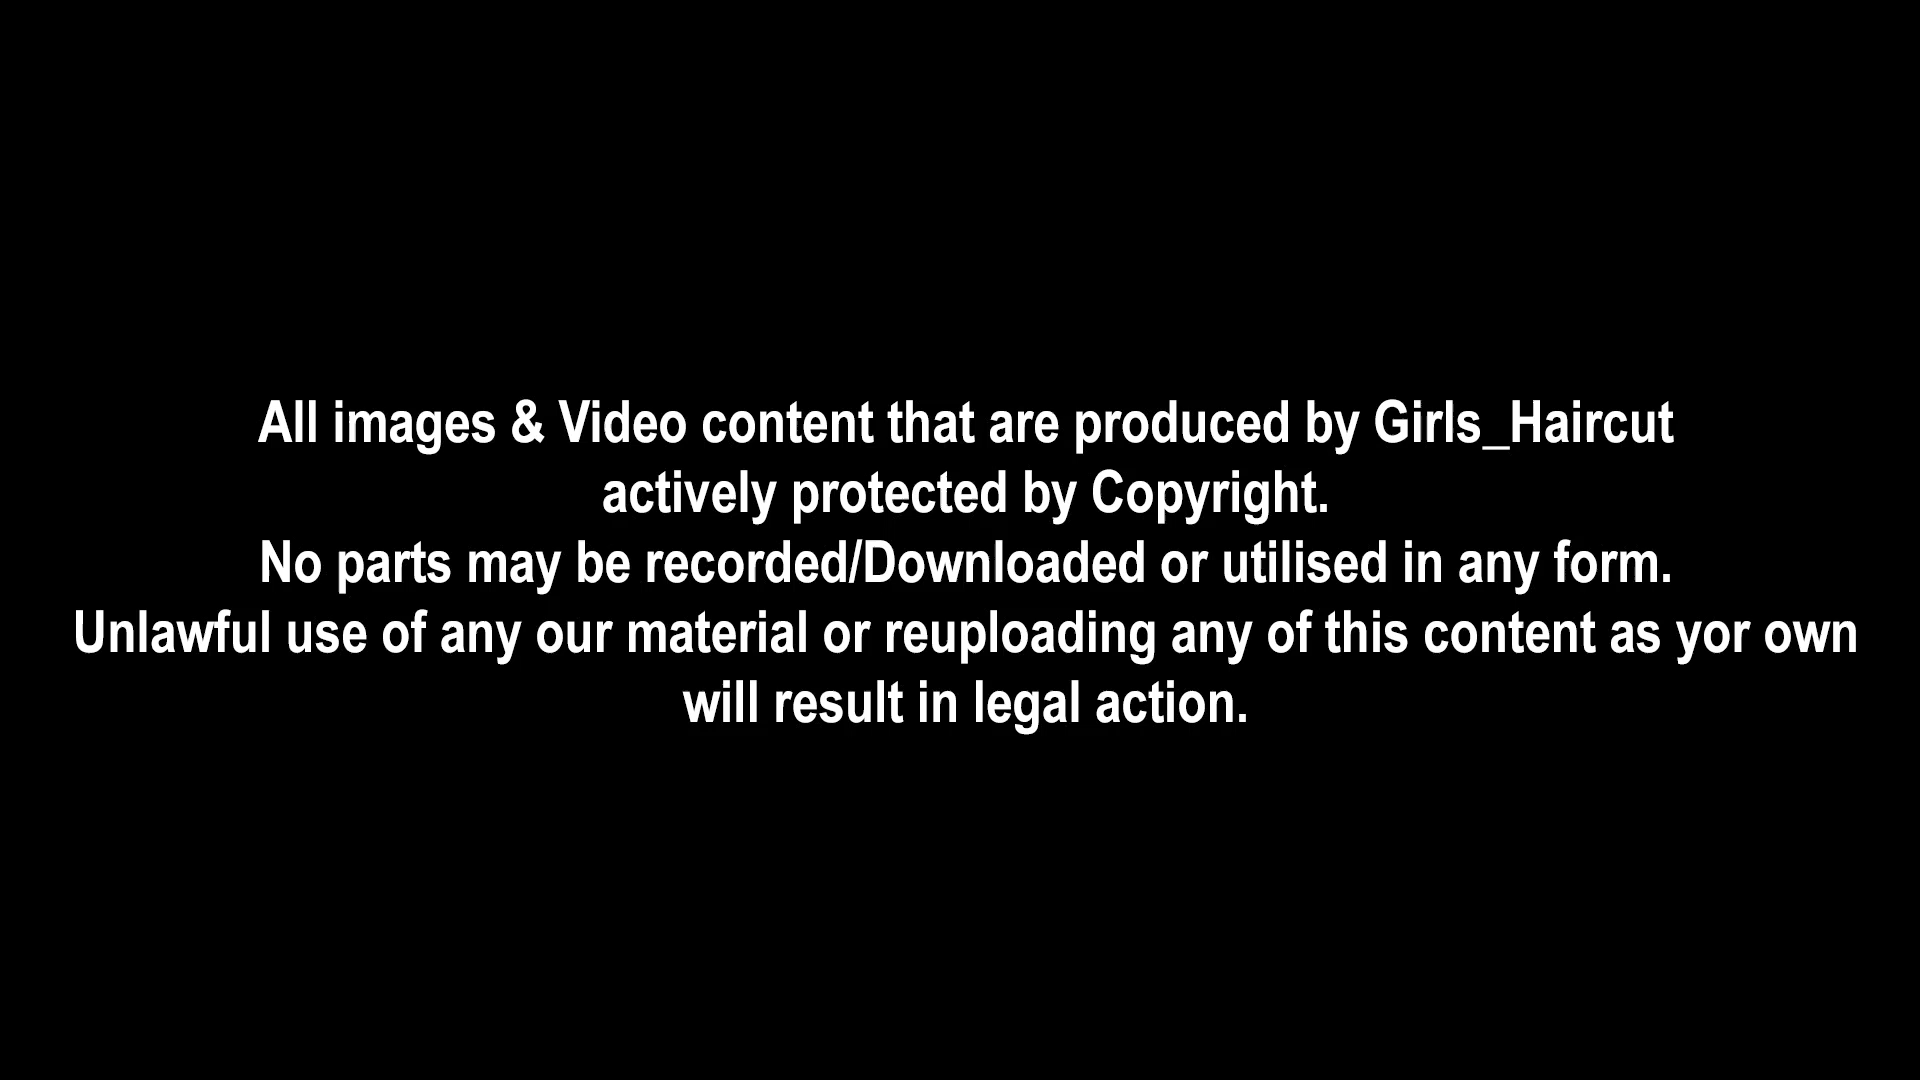 All images & Video content that are produced by Girls_Haircut
actively protected by Copyright.
No parts may be recorded/Downloaded or utilised in any form.
Unlawful use of any our material or reuploading any of this content as yor own
will result in legal action.